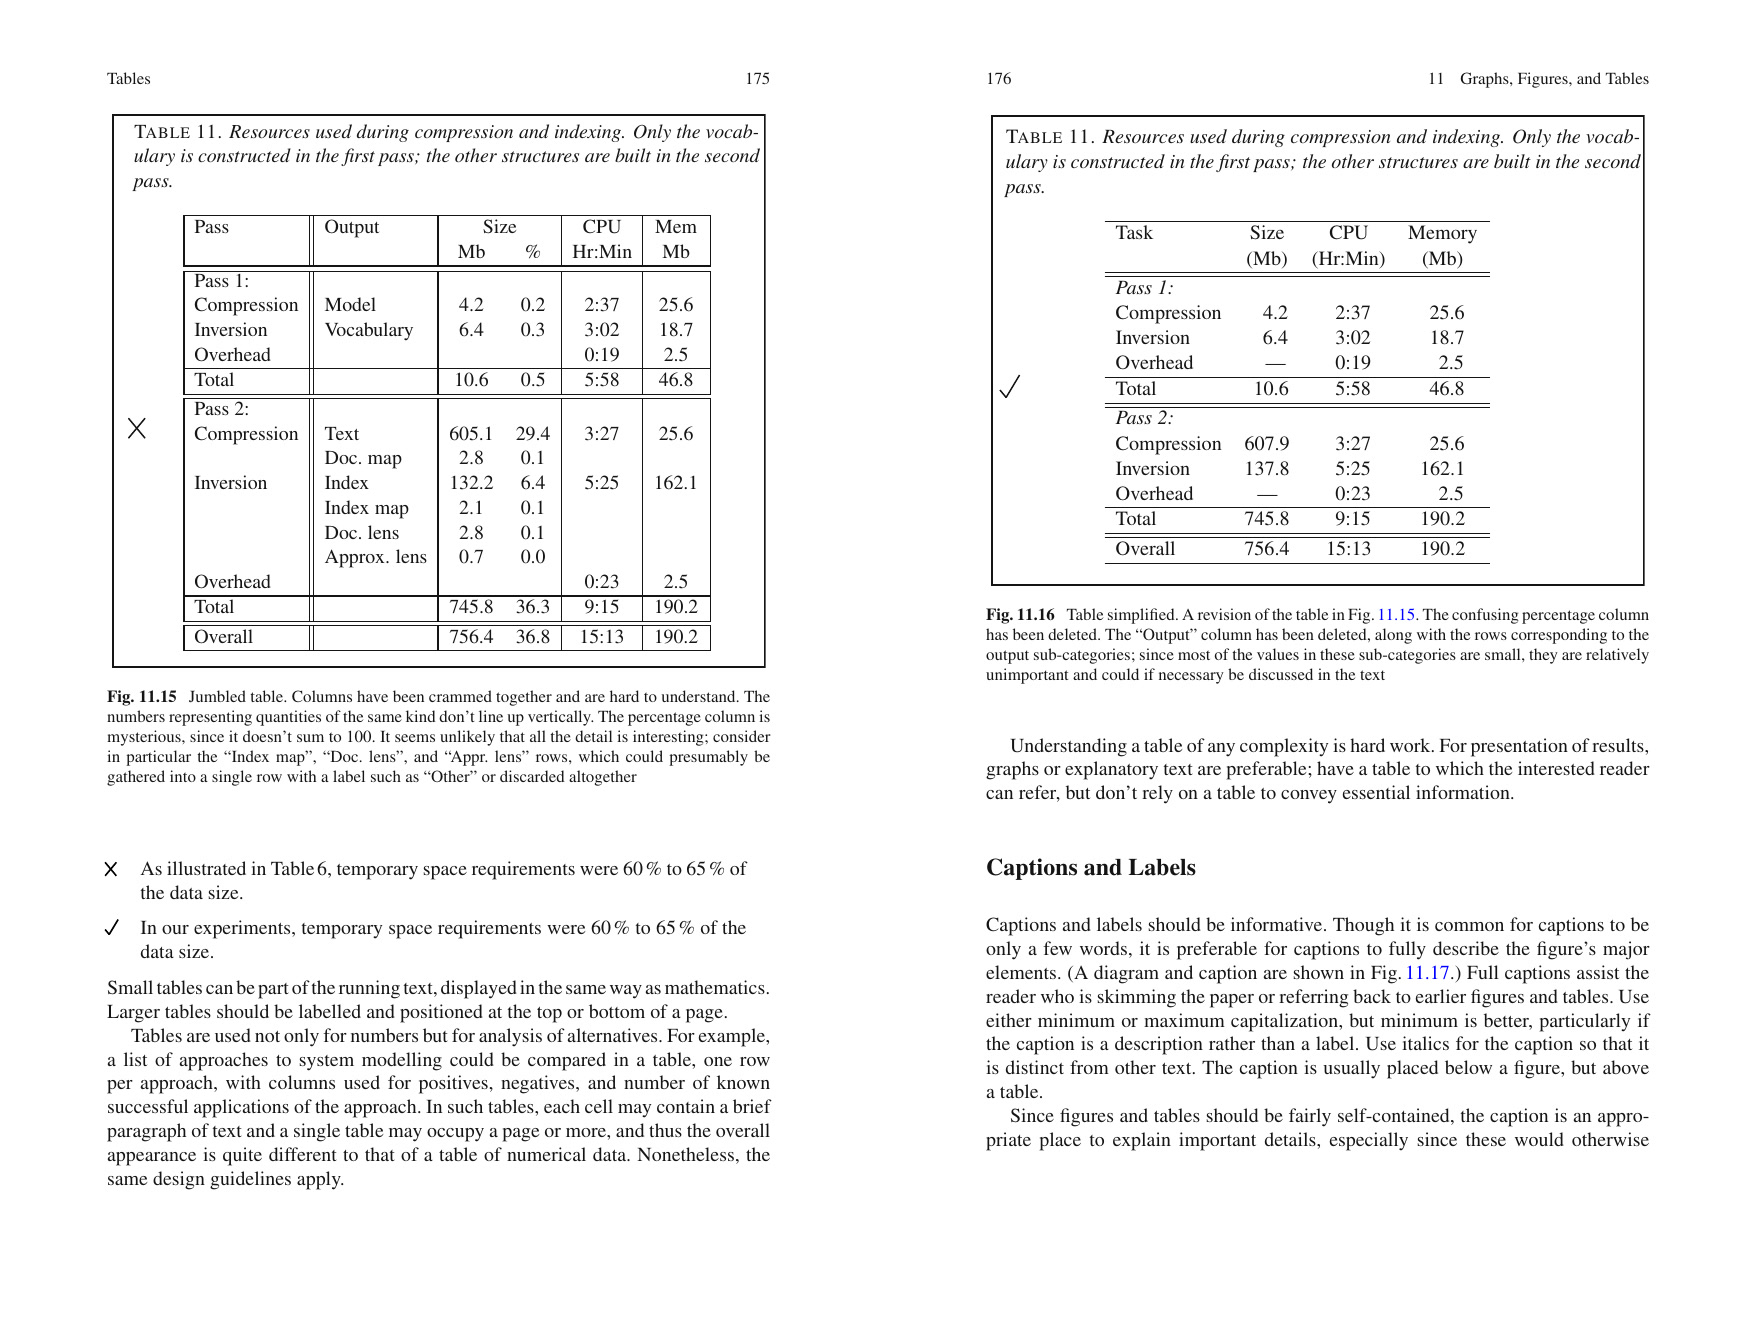 Tables 175
TABLE 11. Resources used during compression and indexing. Only the vocab-
ulary is constructed in the first pass; the other structures are built in the second
pass.
Pass Output Size CPU Mem
Mb % Hr:Min Mb
Pass 1:
Compression Model 4.2 0.2 2:37 25.6
Inversion Vocabulary 6.4 0.3 3:02 18.7
Overhead 0:19 2.5
Total 10.6 0.5 5:58 46.8
Pass 2:
Compression Text 605.1 29.4 3:27 25.6
Doc. map 2.8 0.1
Inversion Index 132.2 6.4 5:25 162.1
Index map 2.1 0.1
Doc. lens 2.8 0.1
Approx. lens 0.7 0.0
Overhead 0:23 2.5
Total 745.8 36.3 9:15 190.2
Overall 756.4 36.8 15:13 190.2
Fig. 11.15 Jumbled table. Columns have been crammed together and are hard to understand. The
numbers representing quantities of the same kind don't line up vertically. The percentage column is
mysterious, since it doesn't sum to 100. It seems unlikely that all the detail is interesting; consider
in particular the “Index map”, “Doc. lens”, and “Appr. lens” rows, which could presumably be
gathered into a single row with a label such as “Other” or discarded altogether
As illustrated in Table 6, temporary space requirements were 60 % to 65 % of
the data size.
✓ In our experiments, temporary space requirements were 60 % to 65 % of the
data size.
Small tables can be part of the running text, displayed in the same way as mathematics.
Larger tables should be labelled and positioned at the top or bottom of a page.
Tables are used not only for numbers but for analysis of alternatives. For example,
a list of approaches to system modelling could be compared in a table, one row
per approach, with columns used for positives, negatives, and number of known
successful applications of the approach. In such tables, each cell may contain a brief
paragraph of text and a single table may occupy a page or more, and thus the overall
appearance is quite different to that of a table of numerical data. Nonetheless, the
same design guidelines apply.
176 11 Graphs, Figures, and Tables
TABLE 11. Resources used during compression and indexing. Only the vocab-
ulary is constructed in the first pass; the other structures are built in the second
pass.
Task Size CPU Memory
(Mb) (Hr:Min) (Mb)
Pass 1:
Compression 4.2 2:37 25.6
Inversion 6.4 3:02 18.7
Overhead — 0:19 2.5
Total 10.6 5:58 46.8
Pass 2:
Compression 607.9 3:27 25.6
Inversion 137.8 5:25 162.1
Overhead — 0:23 2.5
Total 745.8 9:15 190.2
Overall 756.4 15:13 190.2
Fig. 11.16 Table simplified. A revision of the table in Fig. 11.15. The confusing percentage column
has been deleted. The “Output” column has been deleted, along with the rows corresponding to the
output sub-categories; since most of the values in these sub-categories are small, they are relatively
unimportant and could if necessary be discussed in the text
Understanding a table of any complexity is hard work. For presentation of results,
graphs or explanatory text are preferable; have a table to which the interested reader
can refer, but don't rely on a table to convey essential information.
Captions and Labels
Captions and labels should be informative. Though it is common for captions to be
only a few words, it is preferable for captions to fully describe the figure's major
elements. (A diagram and caption are shown in Fig. 11.17.) Full captions assist the
reader who is skimming the paper or referring back to earlier figures and tables. Use
either minimum or maximum capitalization, but minimum is better, particularly if
the caption is a description rather than a label. Use italics for the caption so that it
is distinct from other text. The caption is usually placed below a figure, but above
a table.
Since figures and tables should be fairly self-contained, the caption is an appro-
priate place to explain important details, especially since these would otherwise